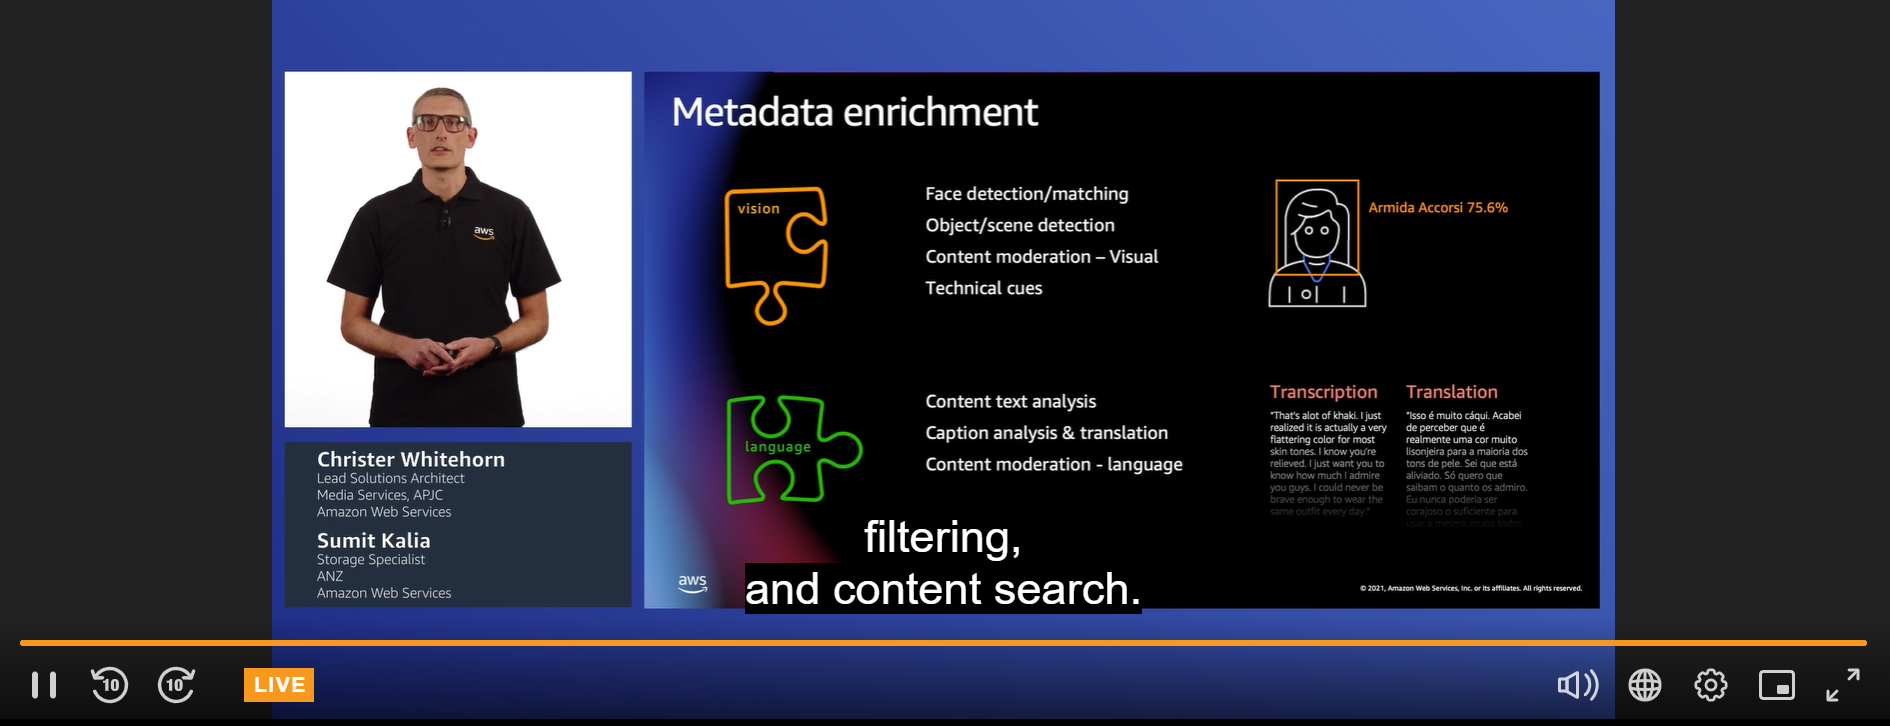 aws
Christer Whitehorn
Lead Solutions Architect
Media Services, APJC
Amazon Web Services
Sumit Kalia
Storage Specialist
ANZ
Amazon Web Services
Metadata enrichment
vision
Face detection/matching
Object/scene detection
Content moderation – Visual
Technical cues
Armida Accorsi 75.6%
language
Content text analysis
Caption analysis & translation
Content moderation - language
Transcription
"That's alot of khaki. I just
realized it is actually a very
flattering color for most
skin tones. I know you're
relieved. I just want you to
know how much I admire
you guys. I could never be
brave enough to wear the
same outfit every day."
Translation
"Isso é muito cáqui. Acabei
de perceber que é
realmente uma cor muito
lisonjeira para a maioria dos
tons de pele. Sei que está
aliviado. Só quero que
saibam o quanto os admiro.
Eu nunca poderia ser
corajoso o suficiente para
usar a mesma roupa todos
filtering,
and content search.
aws
© 2021, Amazon Web Services, Inc. or its affiliates. All rights reserved.
10
10
LIVE